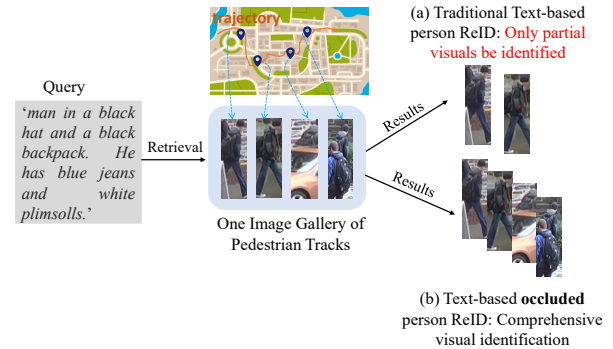 trajectory
(a) Traditional Text-based
person ReID: Only partial
visuals be identified
Query
'man in a black
hat and a black
backpack. He
has blue jeans
and white
plimsolls.'
Retrieval
Results
Results
One Image Gallery of
Pedestrian Tracks
(b) Text-based occluded
person ReID: Comprehensive
visual identification